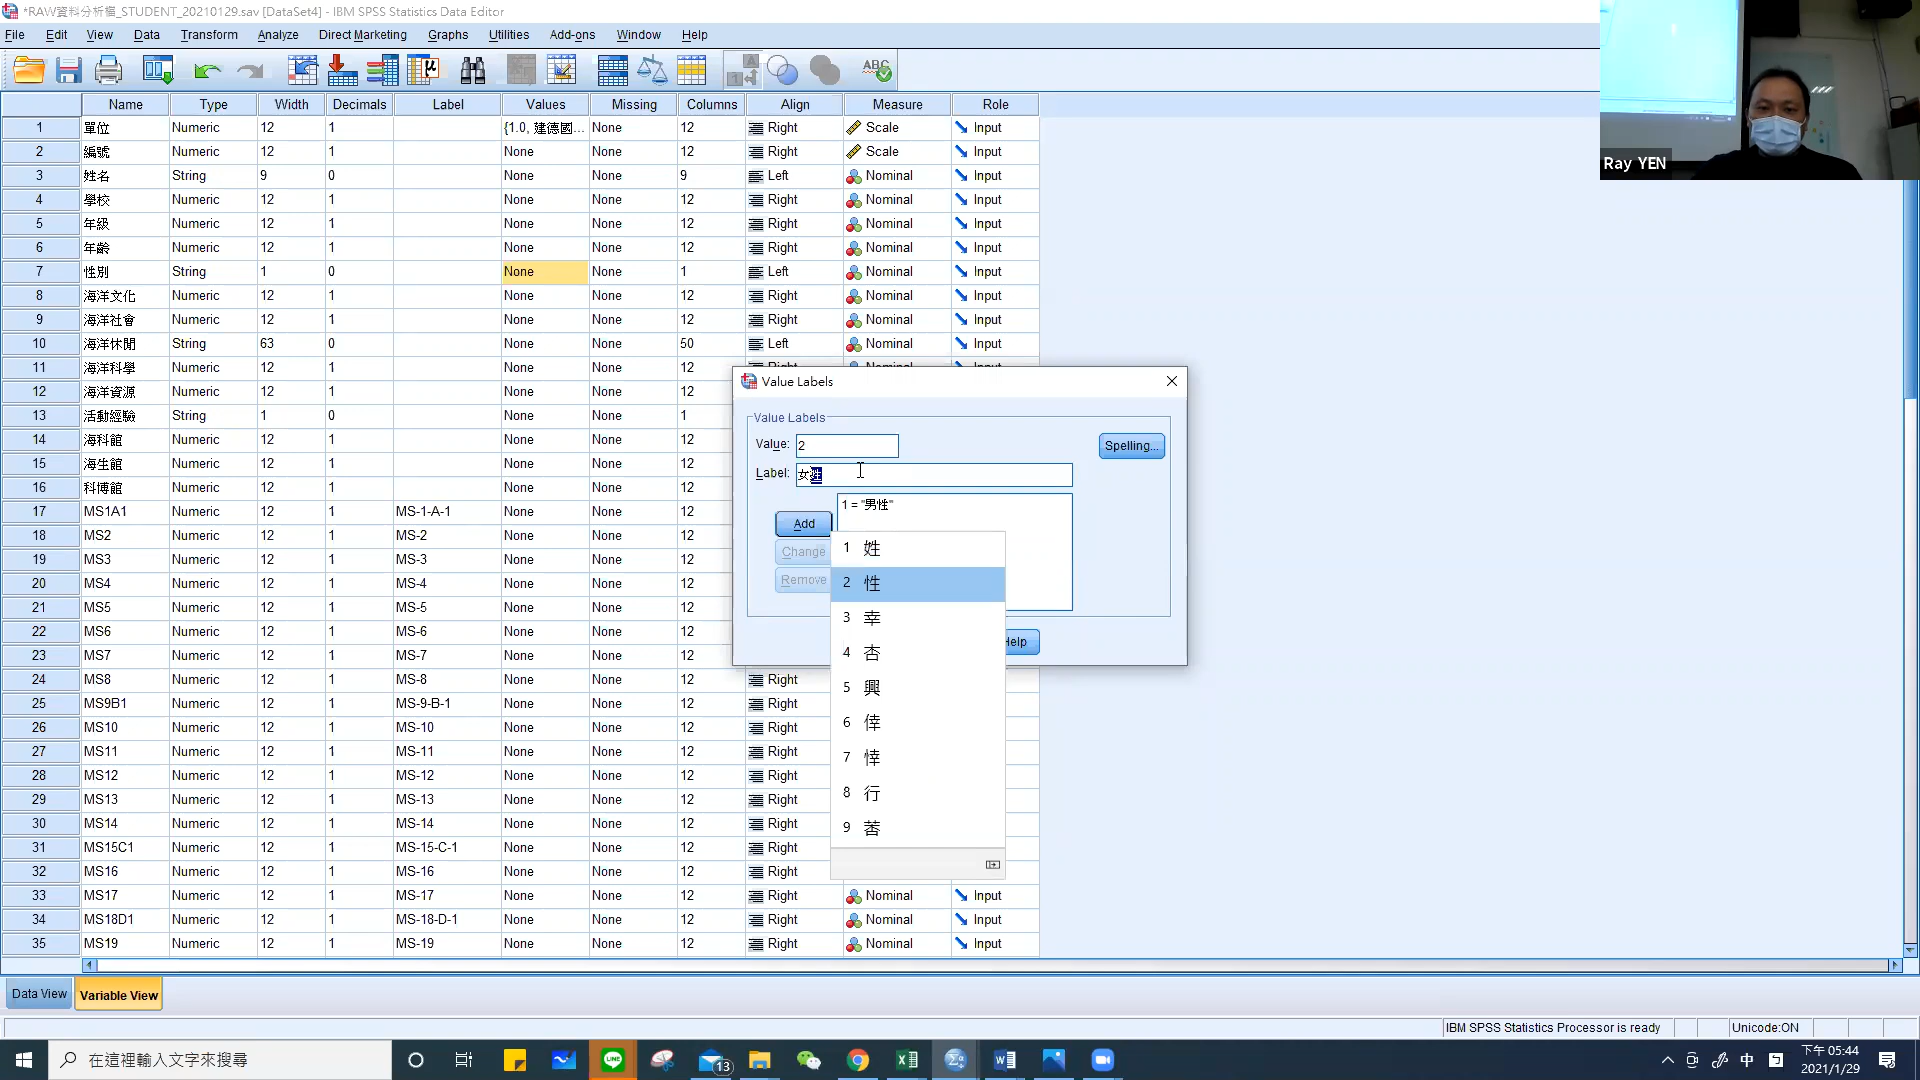 *RAW資料分析檔_STUDENT_20210129.sav [DataSet4] - IBM SPSS Statistics Data Editor
File Edit View Data Transform Analyze Direct Marketing Graphs Utilities Add-ons Window Help
Name Type Width Decimals Label Values Missing Columns Align Measure Role
1 單位 Numeric 12 1 {1.0, 建德國... None 12 Right Scale Input
2 編號 Numeric 12 1 None None 12 Right Scale Input
3 姓名 String 9 0 None None 9 Left Nominal Input
4 學校 Numeric 12 1 None None 12 Right Nominal Input
5 年級 Numeric 12 1 None None 12 Right Nominal Input
6 年齡 Numeric 12 1 None None 12 Right Nominal Input
7 性別 String 1 0 None None 1 Left Nominal Input
8 海洋文化 Numeric 12 1 None None 12 Right Nominal Input
9 海洋社會 Numeric 12 1 None None 12 Right Nominal Input
10 海洋休閒 String 63 0 None None 50 Left Nominal Input
11 海洋科學 Numeric 12 1 None None 12
12 海洋資源 Numeric 12 1 None None 12
13 活動經驗 String 1 0 None None 1
14 海科館 Numeric 12 1 None None 12
15 海生館 Numeric 12 1 None None 12
16 科博館 Numeric 12 1 None None 12
17 MS1A1 Numeric 12 1 MS-1-A-1 None None 12
18 MS2 Numeric 12 1 MS-2 None None 12
19 MS3 Numeric 12 1 MS-3 None None 12
20 MS4 Numeric 12 1 MS-4 None None 12
21 MS5 Numeric 12 1 MS-5 None None 12
22 MS6 Numeric 12 1 MS-6 None None 12
23 MS7 Numeric 12 1 MS-7 None None 12
24 MS8 Numeric 12 1 MS-8 None None 12 Right
25 MS9B1 Numeric 12 1 MS-9-B-1 None None 12 Right
26 MS10 Numeric 12 1 MS-10 None None 12 Right
27 MS11 Numeric 12 1 MS-11 None None 12 Right
28 MS12 Numeric 12 1 MS-12 None None 12 Right
29 MS13 Numeric 12 1 MS-13 None None 12 Right
30 MS14 Numeric 12 1 MS-14 None None 12 Right
31 MS15C1 Numeric 12 1 MS-15-C-1 None None 12 Right
32 MS16 Numeric 12 1 MS-16 None None 12 Right
33 MS17 Numeric 12 1 MS-17 None None 12 Right Nominal Input
34 MS18D1 Numeric 12 1 MS-18-D-1 None None 12 Right Nominal Input
35 MS19 Numeric 12 1 MS-19 None None 12 Right Nominal Input
Value Labels
Value Labels
Value: 2
Spelling...
Label: 女姓
1 = "男性"
Add
Change
Remove
Help
1 姓
2 性
3 幸
4 杏
5 興
6 倖
7 悻
8 行
9 莕
Ray YEN
Data View Variable View
IBM SPSS Statistics Processor is ready Unicode:ON
在這裡輸入文字來搜尋
13
中
下午 05:44
2021/1/29